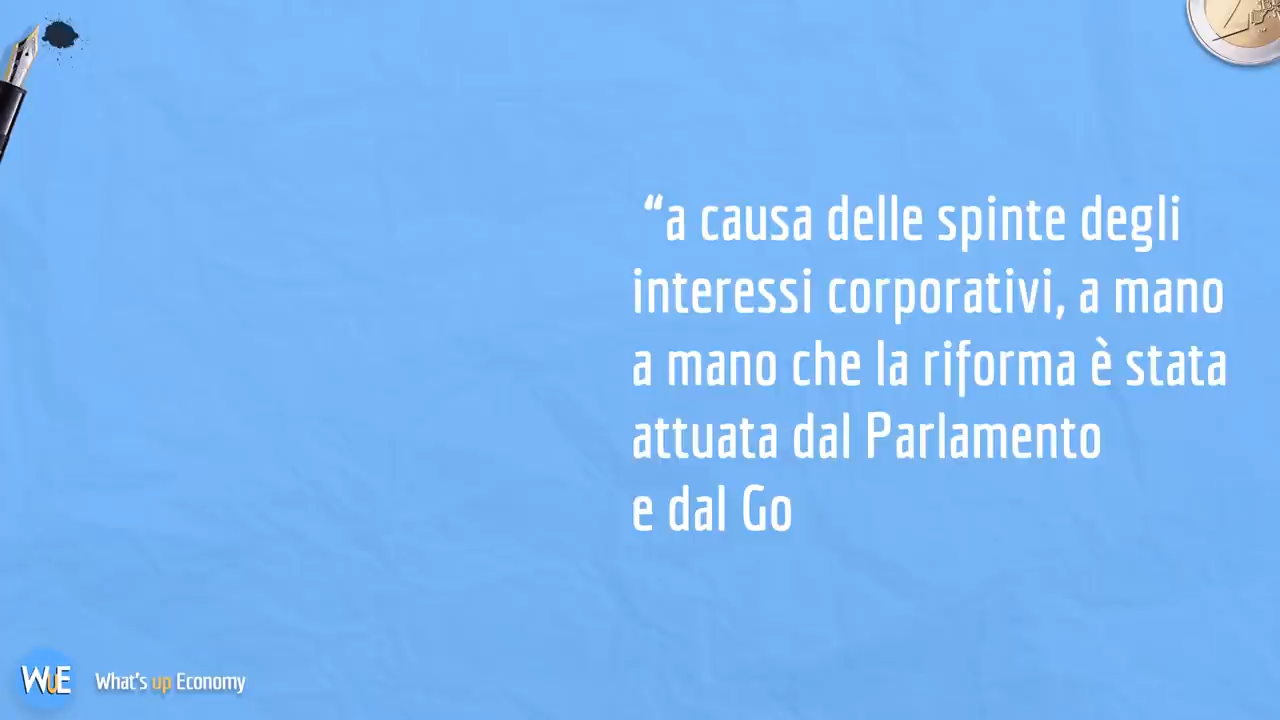 “a causa delle spinte degli
interessi corporativi, a mano
a mano che la riforma è stata
attuata dal Parlamento
e dal Go
WuE What's up Economy